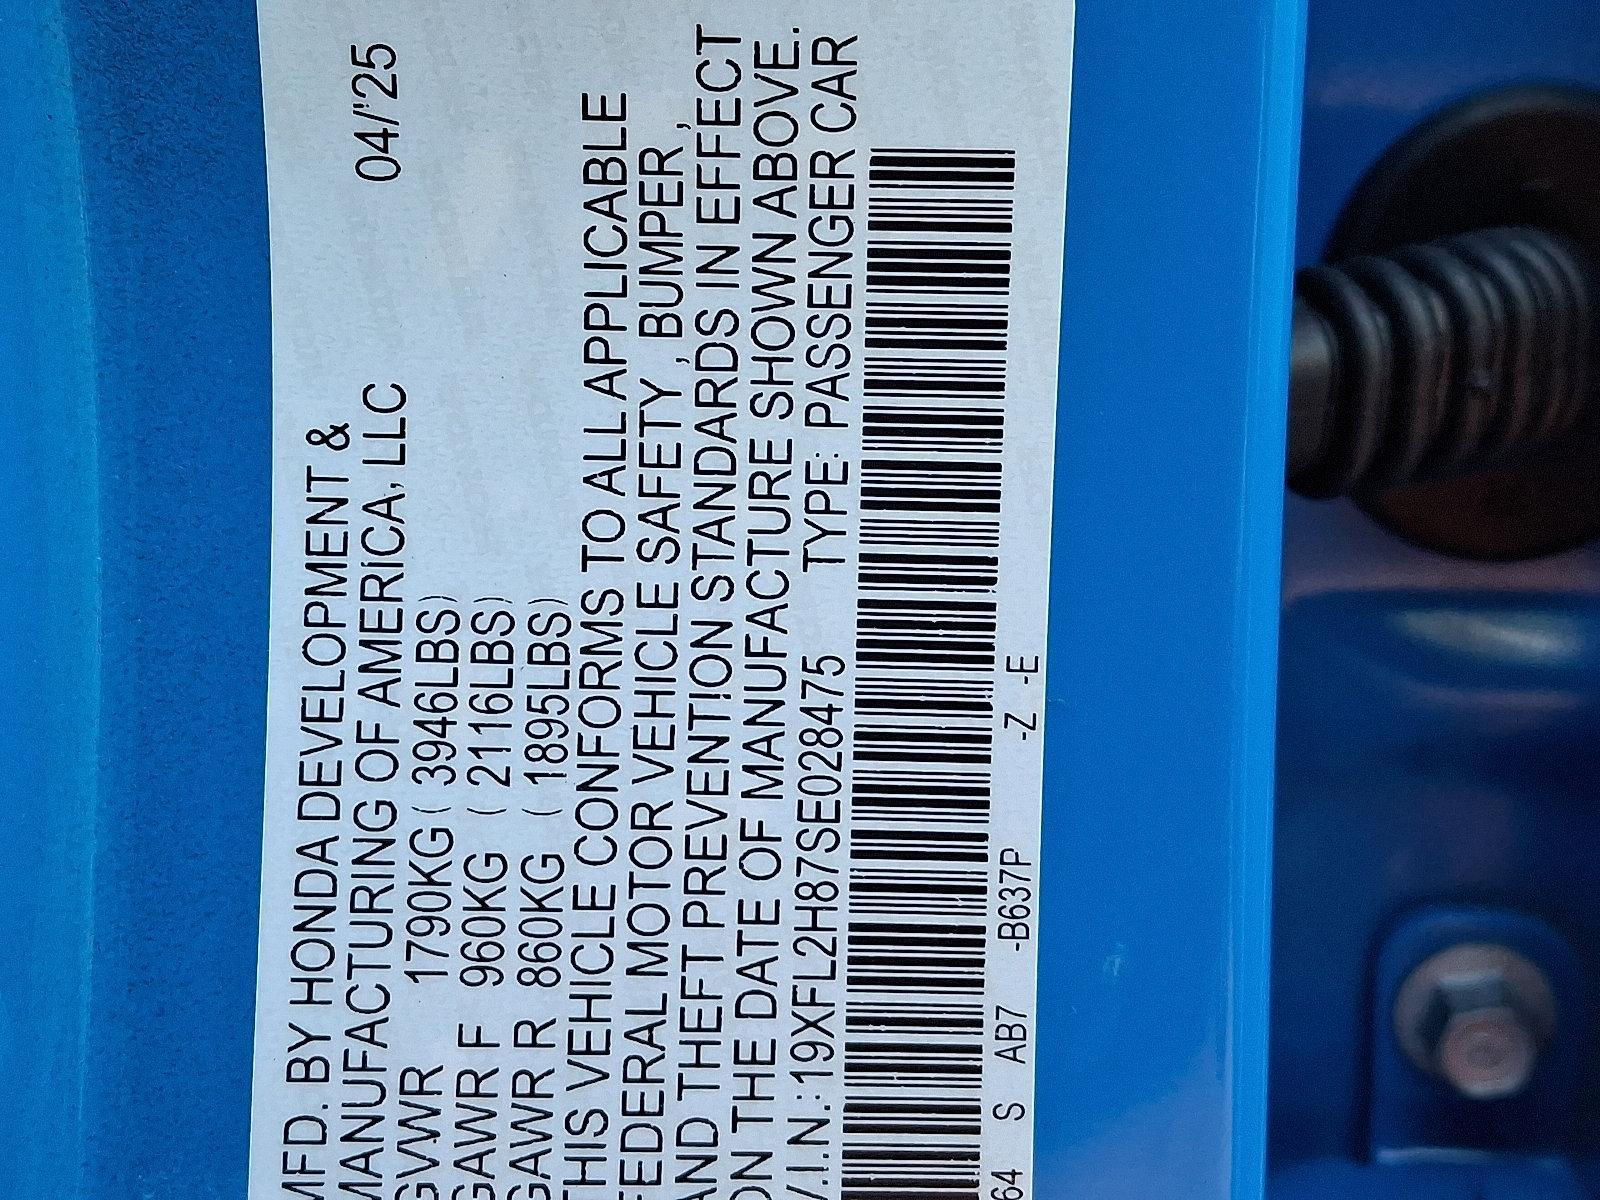 MFD. BY HONDA DEVELOPMENT &
MANUFACTURING OF AMERICA, LLC 04/'25
GVWR 1790KG ( 3946LBS)
GAWR F 960KG ( 2116LBS)
GAWR R 860KG ( 1895LBS)
THIS VEHICLE CONFORMS TO ALL APPLICABLE
FEDERAL MOTOR VEHICLE SAFETY , BUMPER ,
AND THEFT PREVENTION STANDARDS IN EFFECT
ON THE DATE OF MANUFACTURE SHOWN ABOVE.
V.I.N.:19XFL2H87SE028475 TYPE: PASSENGER CAR
64 S AB7 -B637P -Z -E